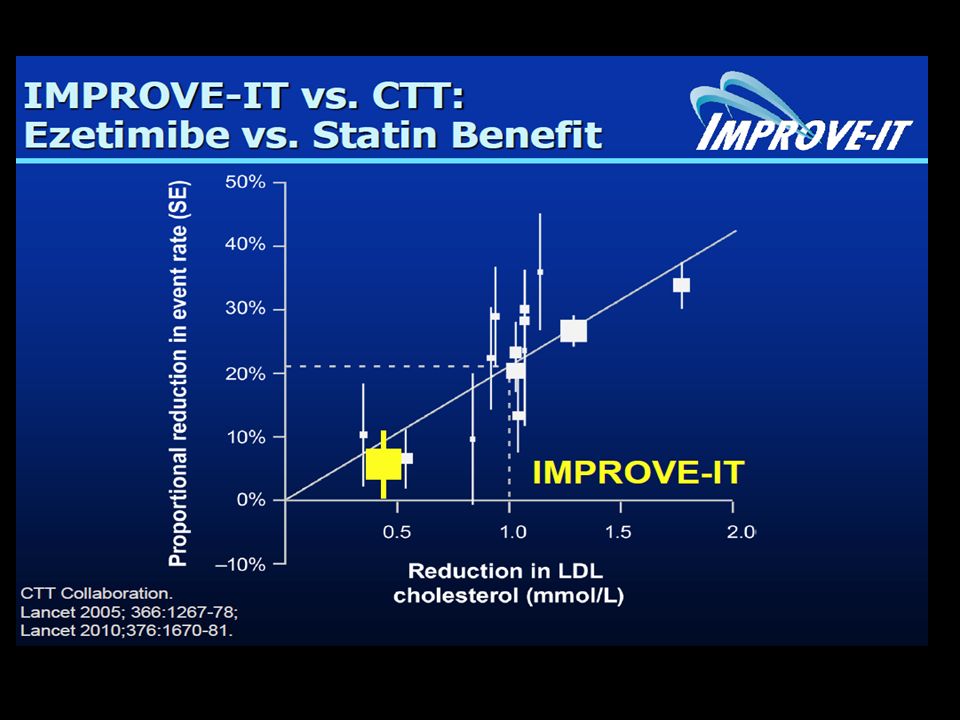 IMPROVE-IT vs. CTT:
Ezetimibe vs. Statin Benefit
IMPROVE-IT
Proportional reduction in event rate (SE)
50%
40%
30%
20%
10%
0%
–10%
IMPROVE-IT
0.5
1.0
1.5
2.0
Reduction in LDL
cholesterol (mmol/L)
CTT Collaboration.
Lancet 2005; 366:1267-78;
Lancet 2010;376:1670-81.